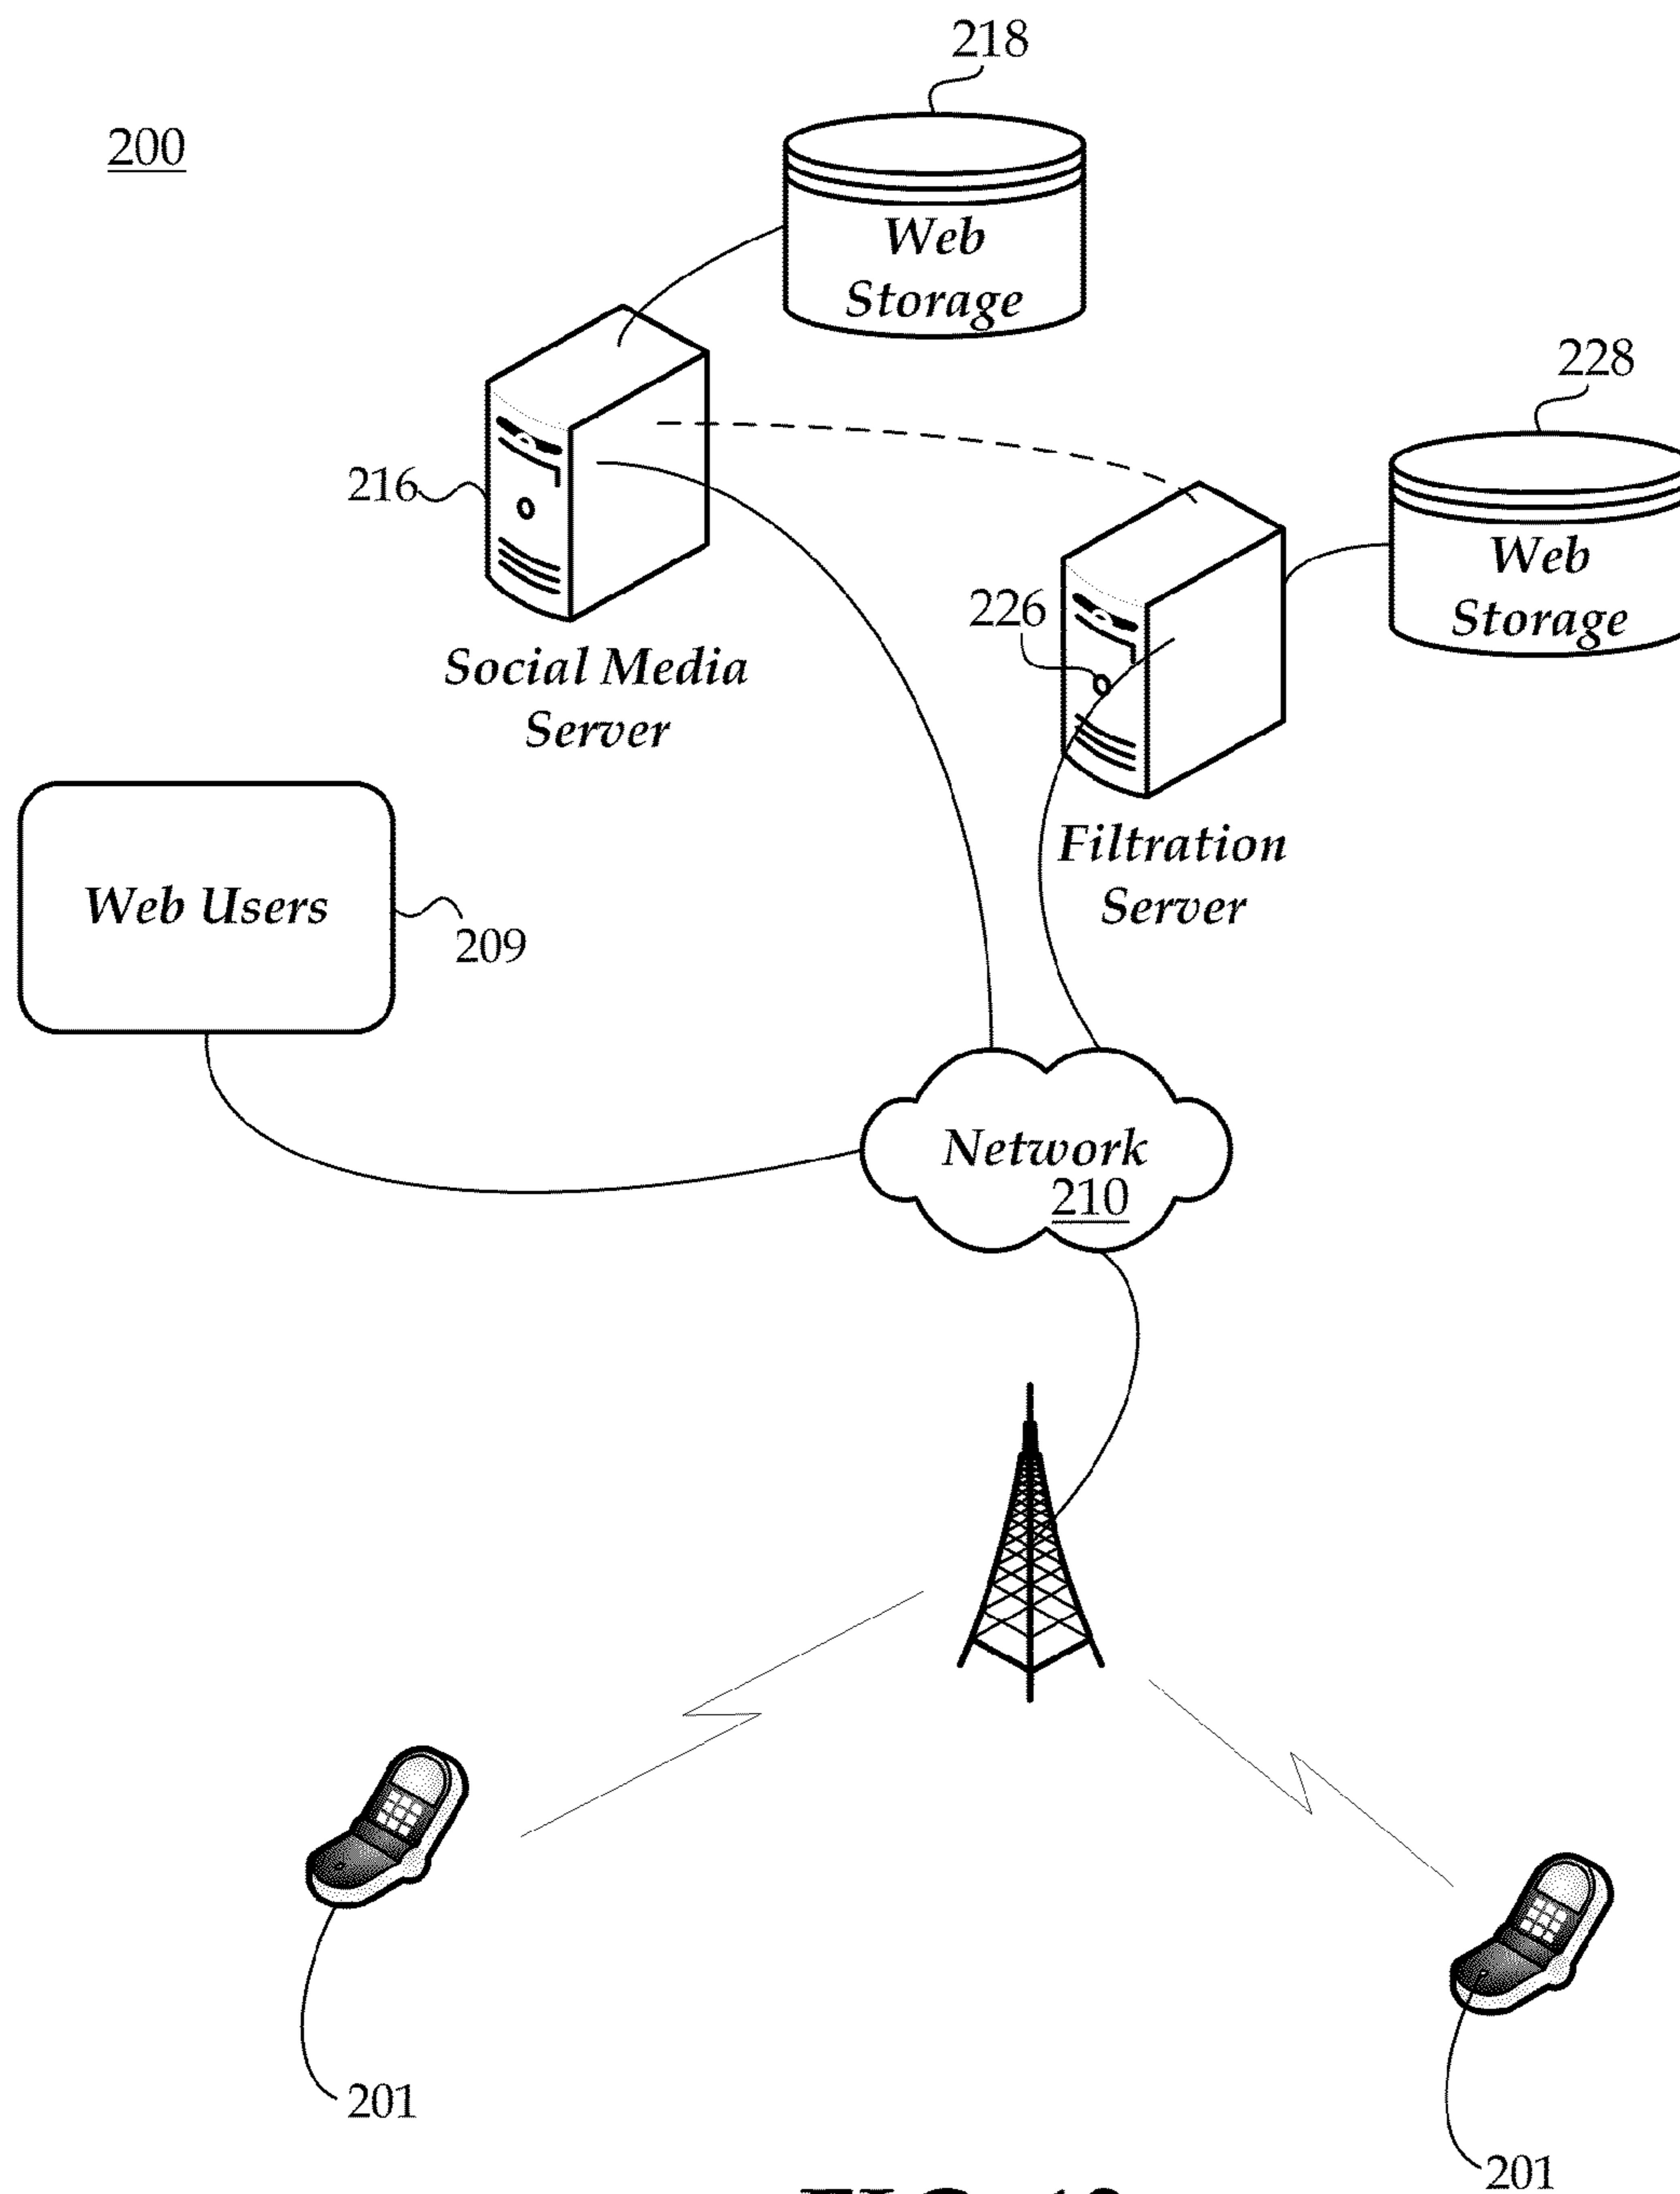 218
200
Web
Storage
228
216
Web
Storage
226
Social Media
Server
Filtration
Server
Web Users
209
Network
210
201
201